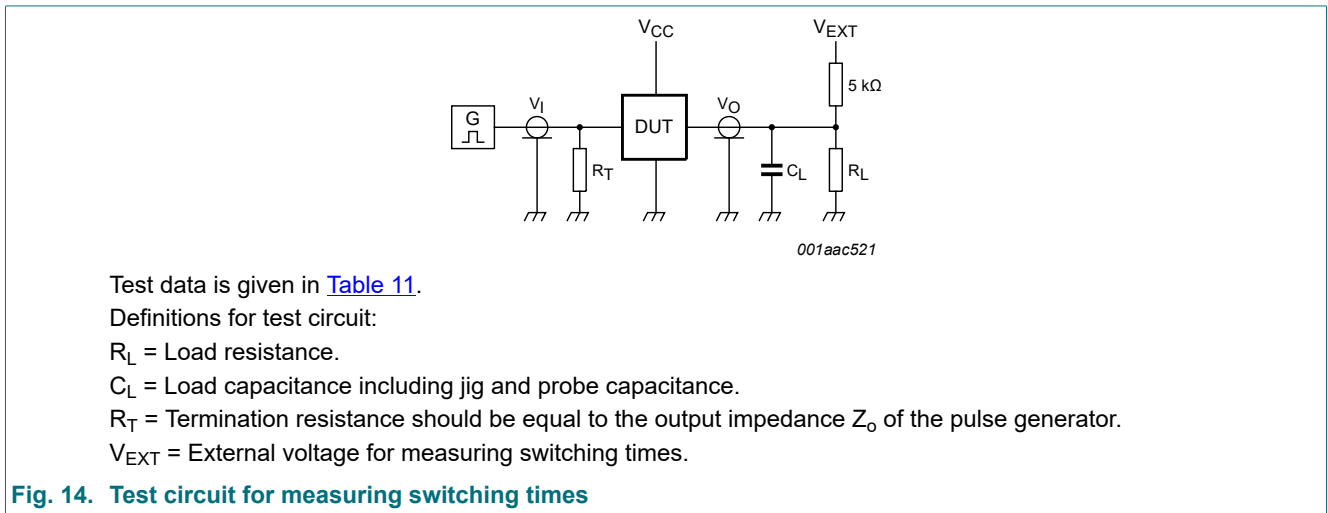 VCC
VEXT
5 kΩ
G
VI
DUT
VO
RT
CL
RL
001aac521
Test data is given in Table 11.
Definitions for test circuit:
RL = Load resistance.
CL = Load capacitance including jig and probe capacitance.
RT = Termination resistance should be equal to the output impedance Zo of the pulse generator.
VEXT = External voltage for measuring switching times.
Fig. 14. Test circuit for measuring switching times